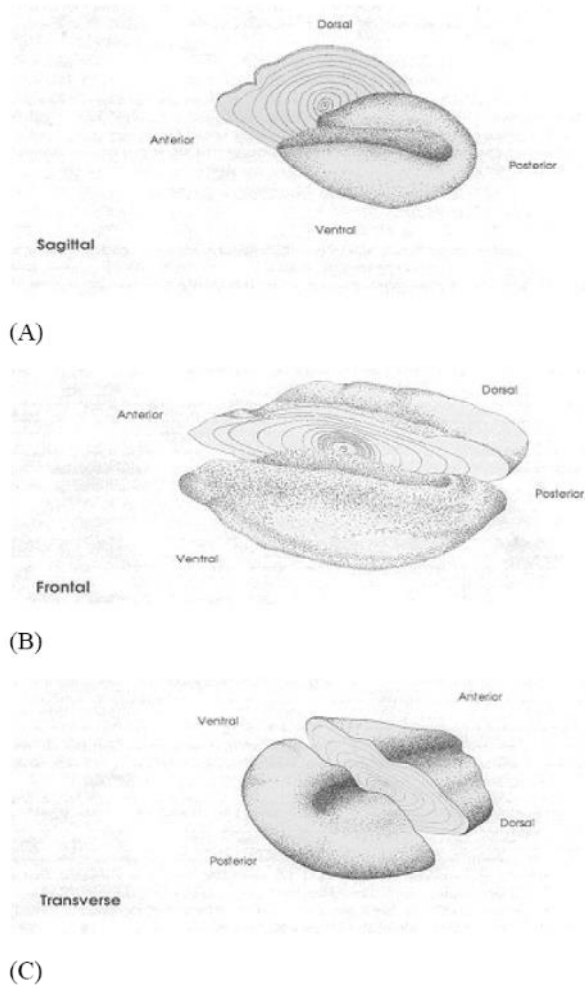 Dorsal
Anterior
Posterior
Ventral
Sagittal
(A)
Dorsal
Anterior
Posterior
Ventral
Frontal
(B)
Anterior
Ventral
Dorsal
Posterior
Transverse
(C)